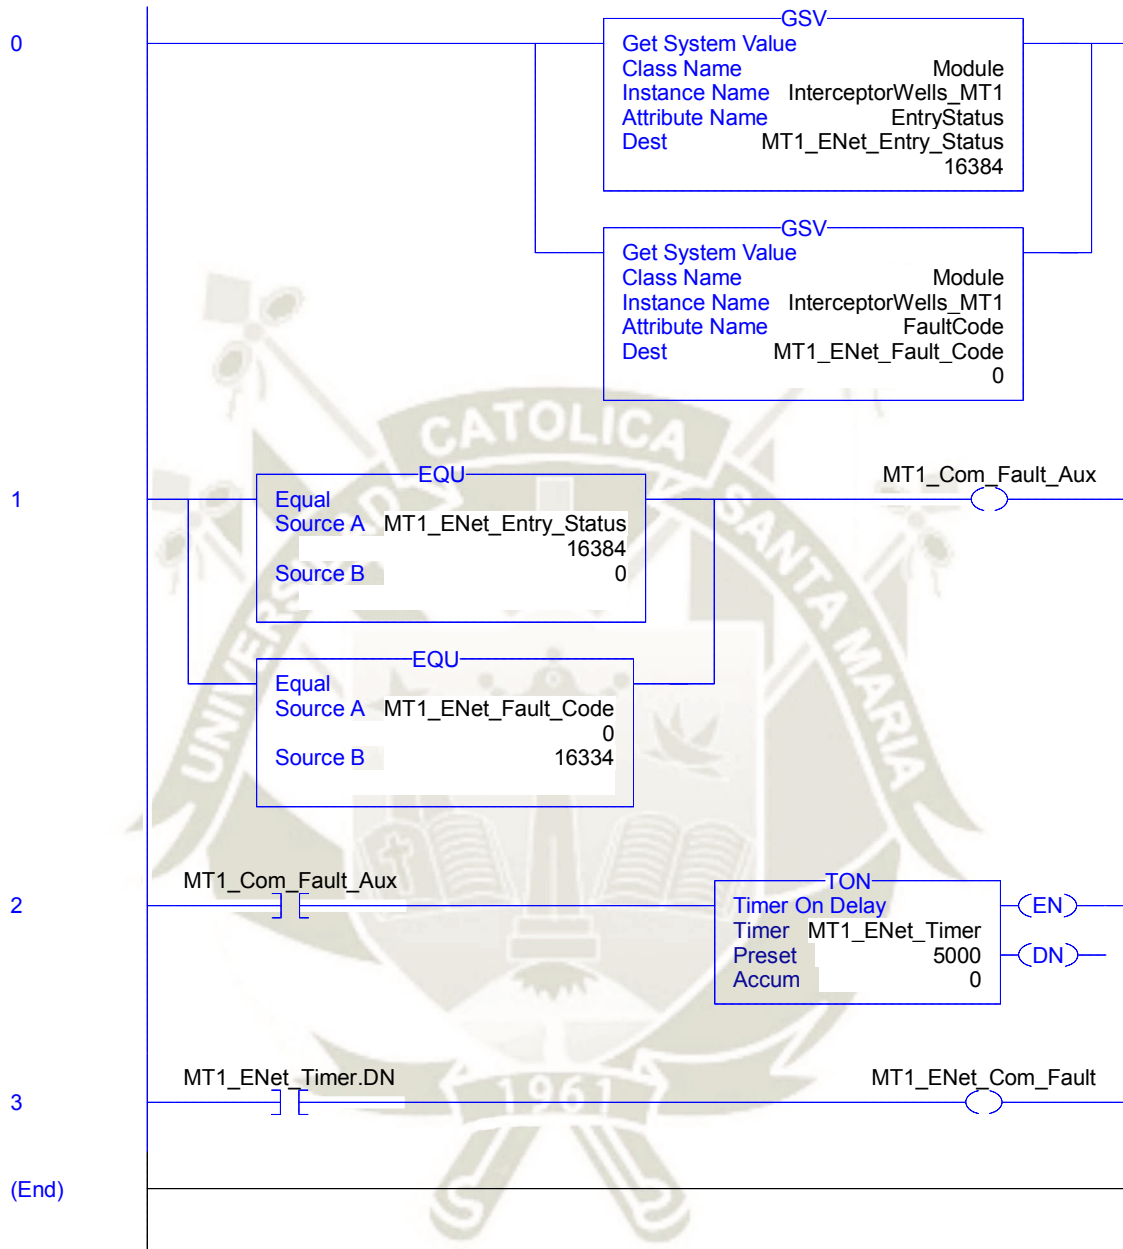 0
GSV
Get System Value
Class Name Module
Instance Name InterceptorWells_MT1
Attribute Name EntryStatus
Dest MT1_ENet_Entry_Status
16384
GSV
Get System Value
Class Name Module
Instance Name InterceptorWells_MT1
Attribute Name FaultCode
Dest MT1_ENet_Fault_Code
0
UNIVERSIDAD CATOLICA SANTA MARIA
1
EQU
Equal
Source A MT1_ENet_Entry_Status
16384
Source B 0
MT1_Com_Fault_Aux
EQU
Equal
Source A MT1_ENet_Fault_Code
0
Source B 16334
2
MT1_Com_Fault_Aux
TON
Timer On Delay
Timer MT1_ENet_Timer
Preset 5000
Accum 0
EN
DN
3
MT1_ENet_Timer.DN
MT1_ENet_Com_Fault
1961
(End)